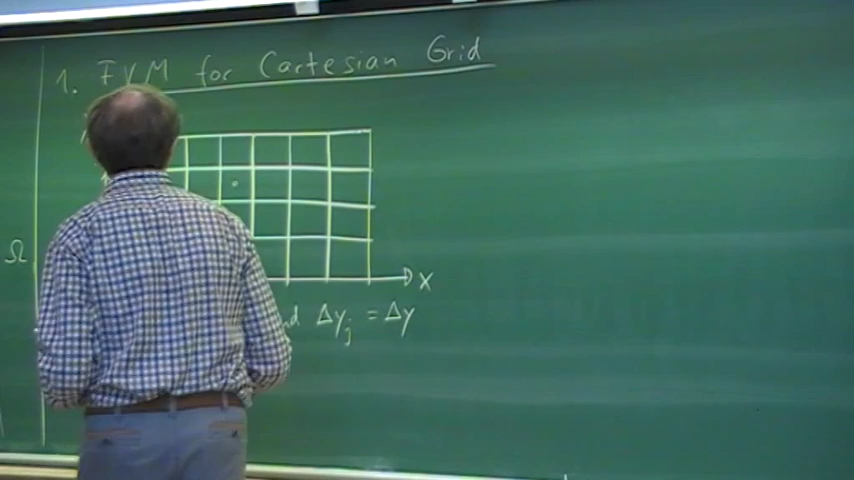 1. FVM for Cartesian Grid
Ω
x
Δy_j = Δy